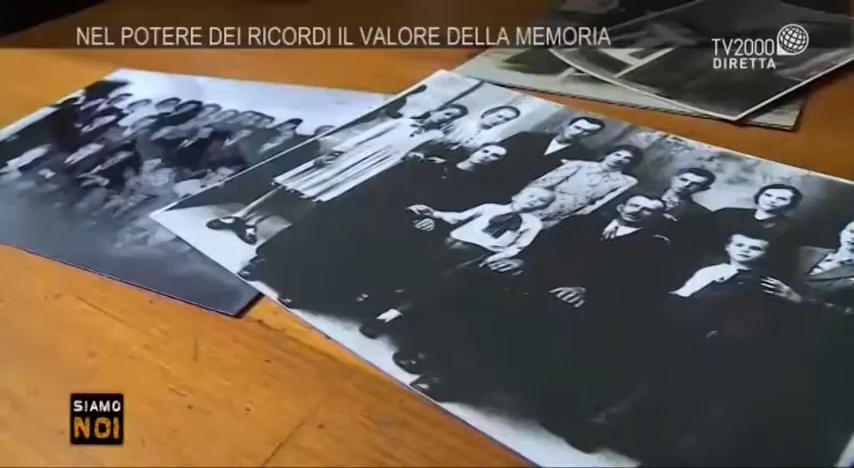 NEL POTERE DEI RICORDI IL VALORE DELLA MEMORIA
TV2000
DIRETTA
SIAMO
NOI